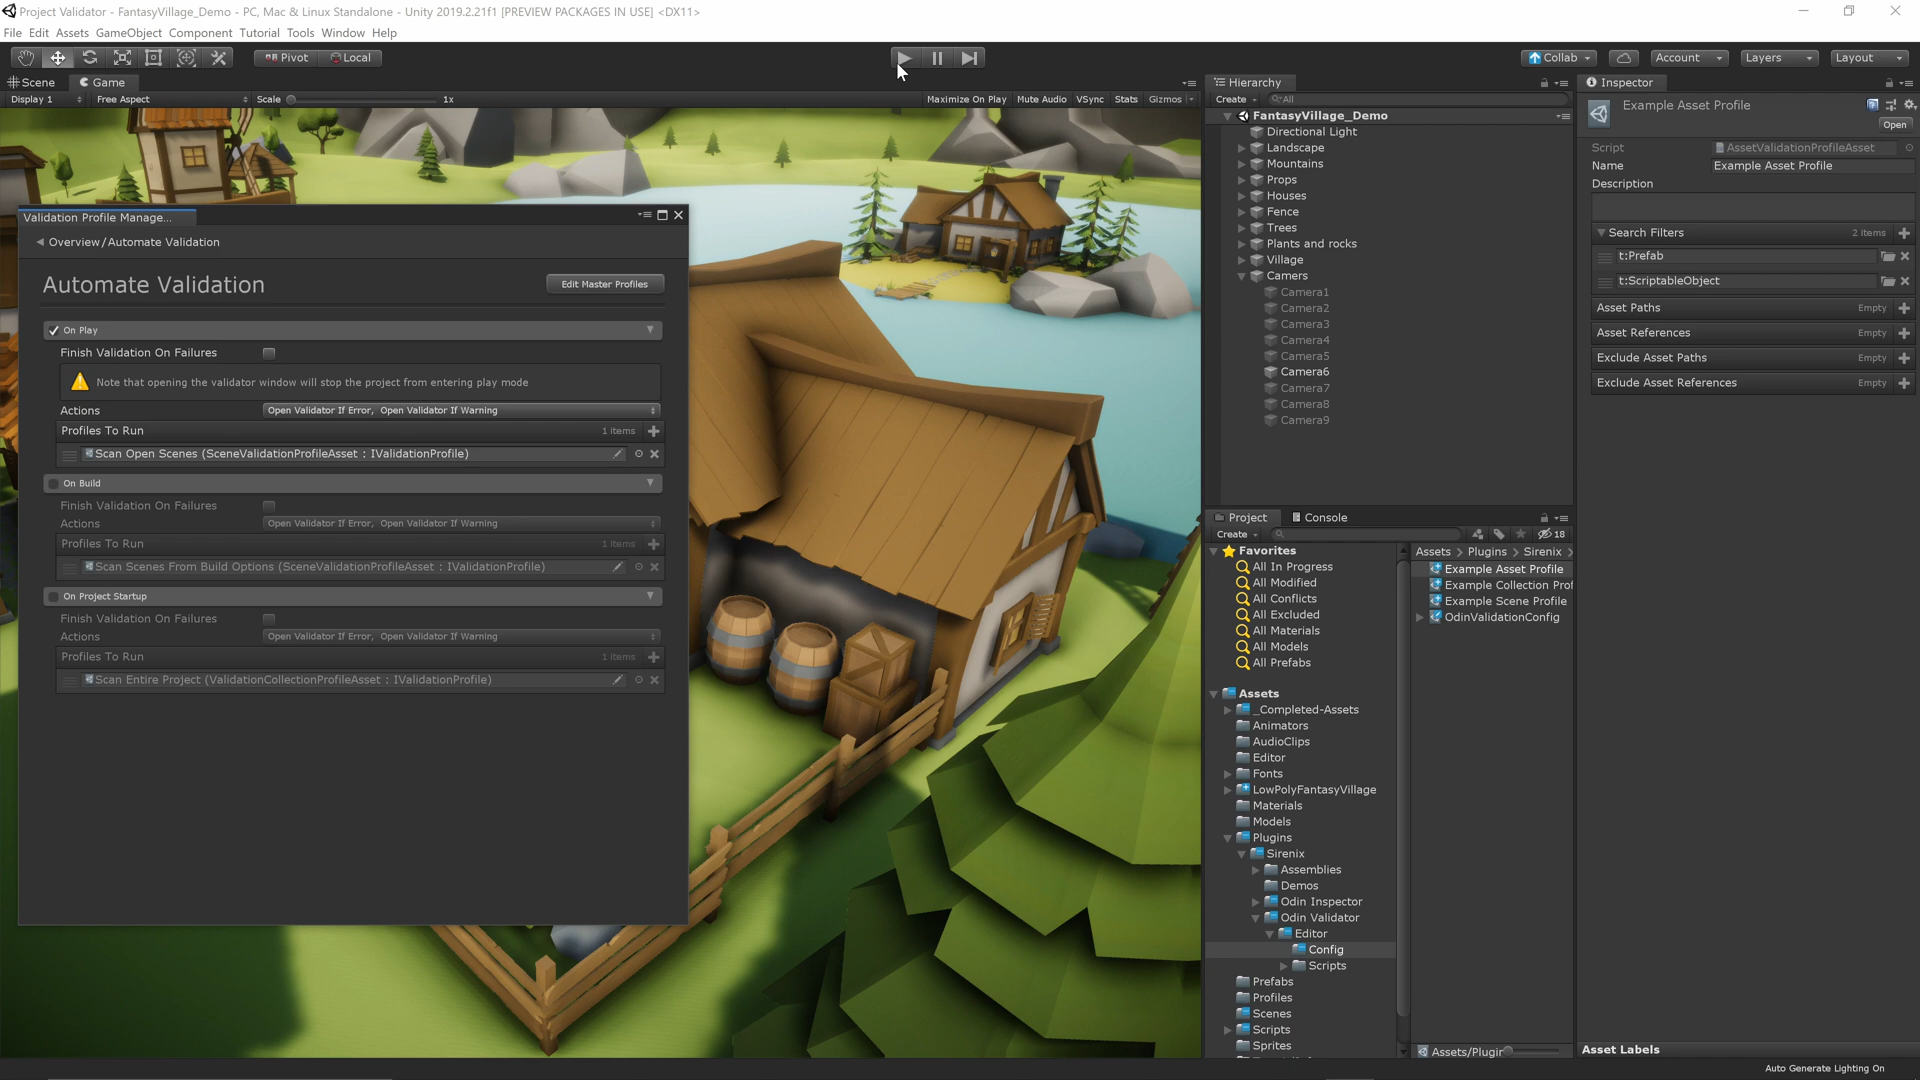 Project Validator - FantasyVillage_Demo - PC, Mac & Linux Standalone - Unity 2019.2.21f1 [PREVIEW PACKAGES IN USE] <DX11>
File Edit Assets GameObject Component Tutorial Tools Window Help
Pivot Local
Collab Account Layers Layout
Scene Game
Display 1 Free Aspect Scale 1x Maximize On Play Mute Audio VSync Stats Gizmos
Validation Profile Manage...
Overview/Automate Validation
Automate Validation
Edit Master Profiles
On Play
Finish Validation On Failures
Note that opening the validator window will stop the project from entering play mode
Actions Open Validator If Error, Open Validator If Warning
Profiles To Run 1 items
Scan Open Scenes (SceneValidationProfileAsset : IValidationProfile)
On Build
Finish Validation On Failures
Actions Open Validator If Error, Open Validator If Warning
Profiles To Run 1 items
Scan Scenes From Build Options (SceneValidationProfileAsset : IValidationProfile)
On Project Startup
Finish Validation On Failures
Actions Open Validator If Error, Open Validator If Warning
Profiles To Run 1 items
Scan Entire Project (ValidationCollectionProfileAsset : IValidationProfile)
Hierarchy
Create All
FantasyVillage_Demo
Directional Light
Landscape
Mountains
Props
Houses
Fence
Trees
Plants and rocks
Village
Camers
Camera1
Camera2
Camera3
Camera4
Camera5
Camera6
Camera7
Camera8
Camera9
Project Console
Create 18
Favorites
All In Progress
All Modified
All Conflicts
All Excluded
All Materials
All Models
All Prefabs
Assets
_Completed-Assets
Animators
AudioClips
Editor
Fonts
LowPolyFantasyVillage
Materials
Models
Plugins
Sirenix
Assemblies
Demos
Odin Inspector
Odin Validator
Editor
Config
Scripts
Prefabs
Profiles
Scenes
Scripts
Sprites
Assets > Plugins > Sirenix >
Example Asset Profile
Example Collection Prof
Example Scene Profile
OdinValidationConfig
Assets/Plugin
Inspector
Example Asset Profile
Open
Script AssetValidationProfileAsset
Name Example Asset Profile
Description
Search Filters 2 Items
t:Prefab
t:ScriptableObject
Asset Paths Empty
Asset References Empty
Exclude Asset Paths Empty
Exclude Asset References Empty
Asset Labels
Auto Generate Lighting On